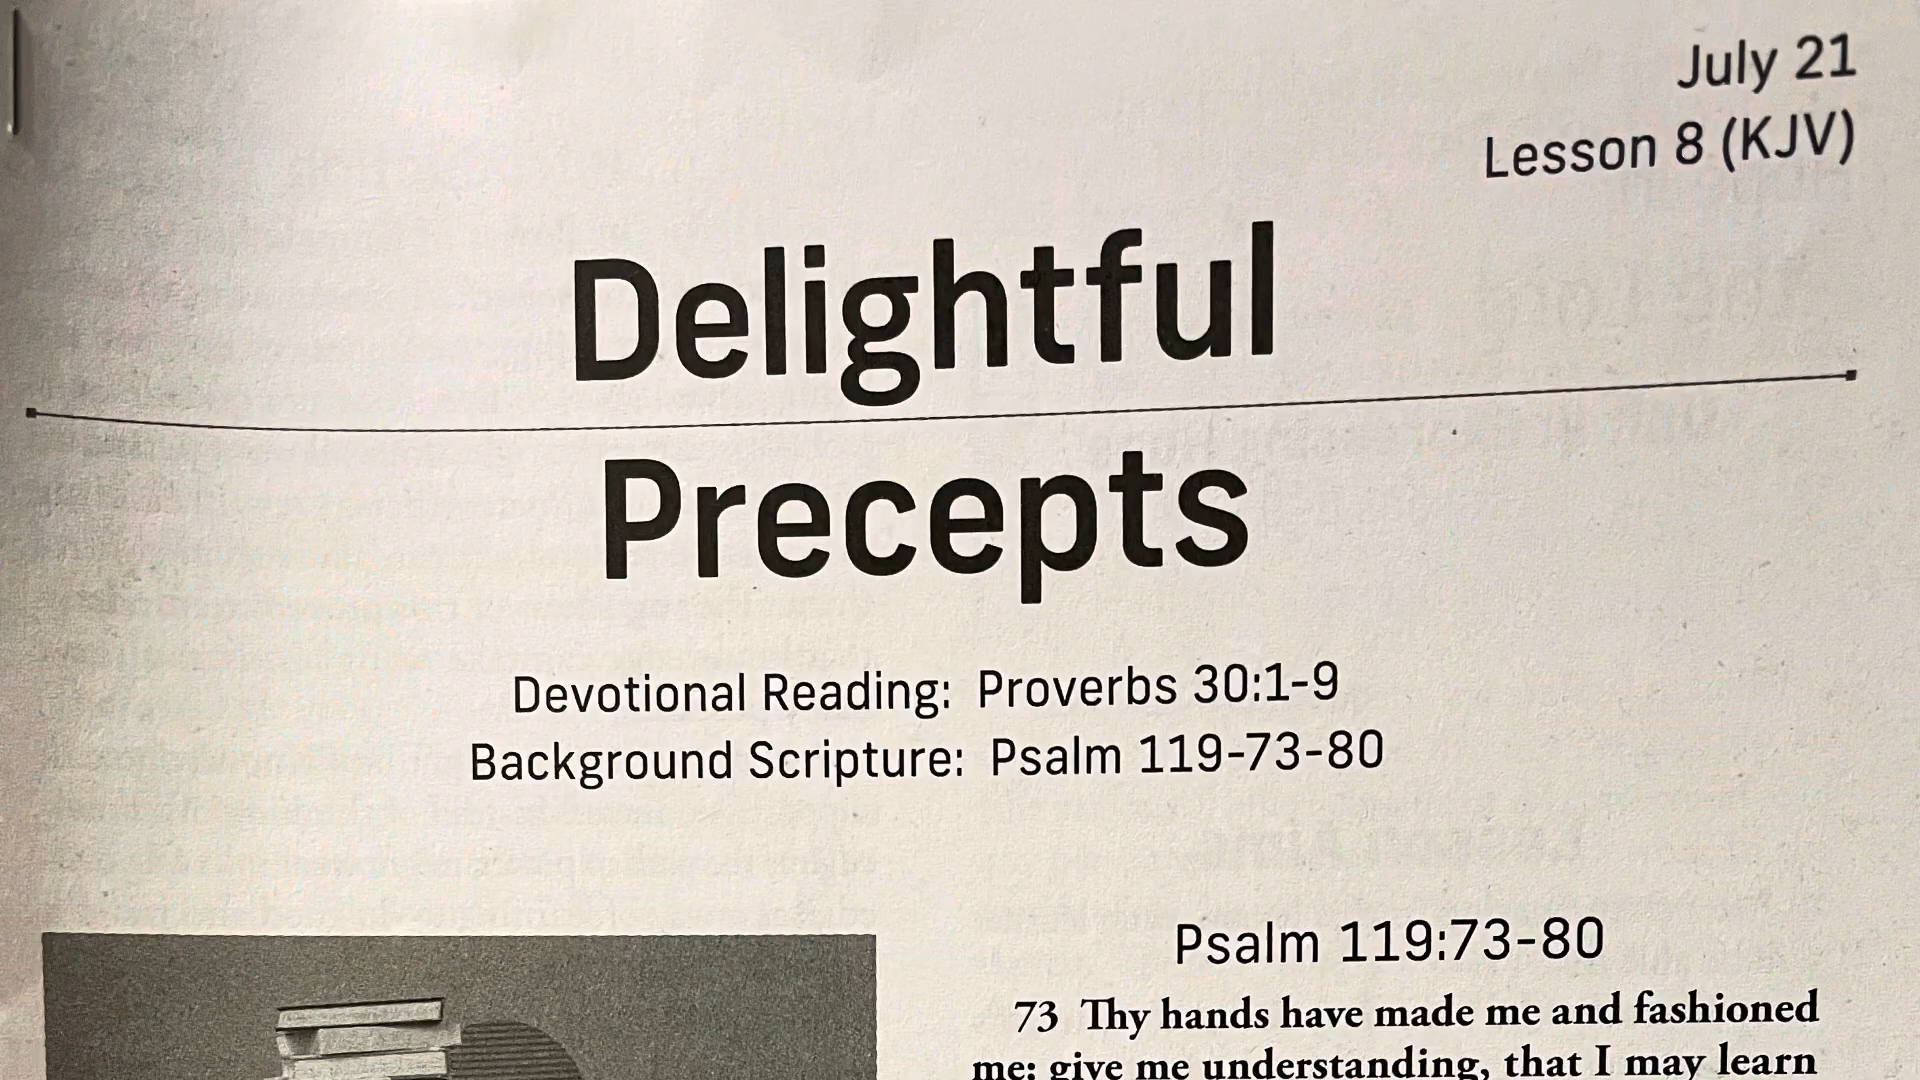 July 21
Lesson 8 (KJV)
Delightful
Precepts
Devotional Reading: Proverbs 30:1-9
Background Scripture: Psalm 119-73-80
Psalm 119:73-80
73 Thy hands have made me and fashioned
me: give me understanding, that I may learn